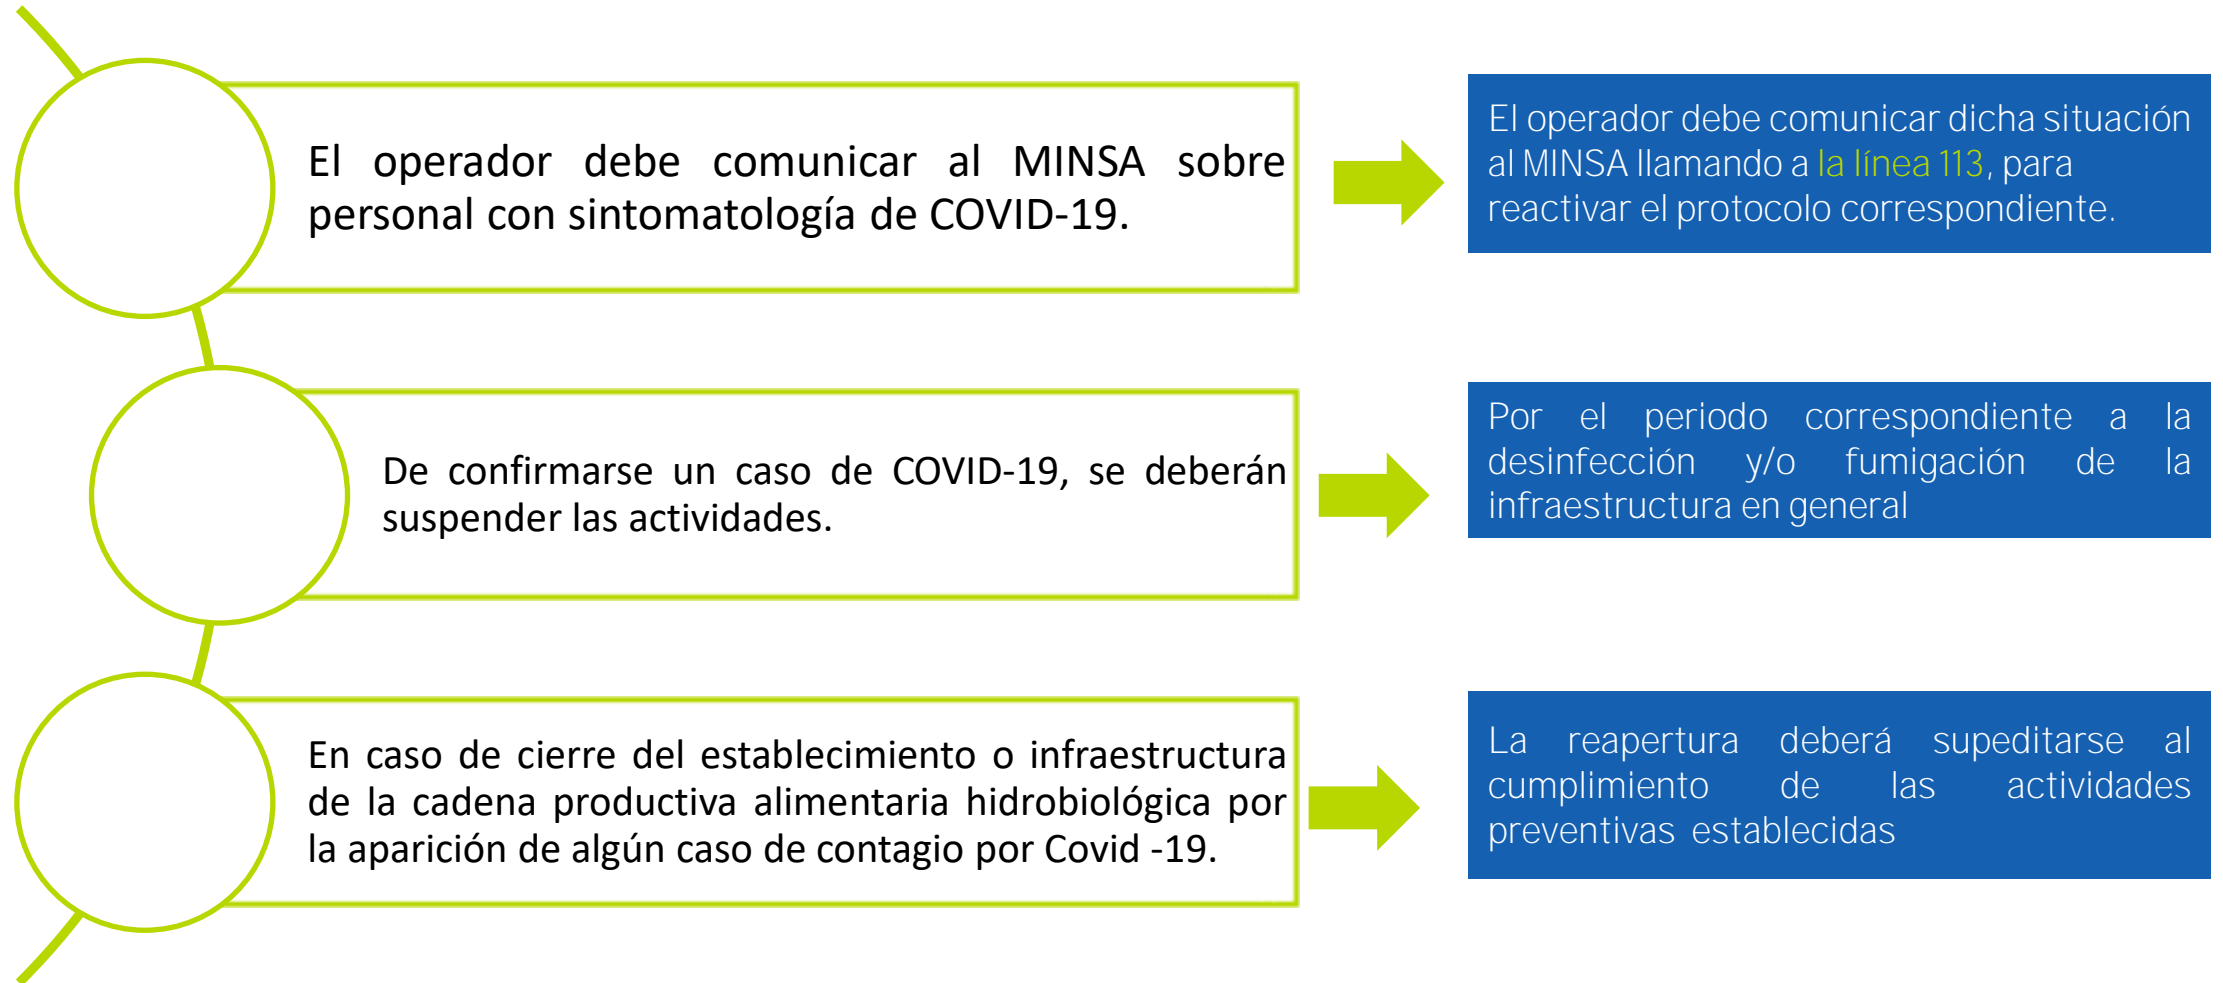 El operador debe comunicar al MINSA sobre
personal con sintomatología de COVID-19.
El operador debe comunicar dicha situación
al MINSA llamando a la línea 113, para
reactivar el protocolo correspondiente.
De confirmarse un caso de COVID-19, se deberán
suspender las actividades.
Por el periodo correspondiente a la
desinfección y/o fumigación de la
infraestructura en general
En caso de cierre del establecimiento o infraestructura
de la cadena productiva alimentaria hidrobiológica por
la aparición de algún caso de contagio por Covid -19.
La reapertura deberá supeditarse al
cumplimiento de las actividades
preventivas establecidas